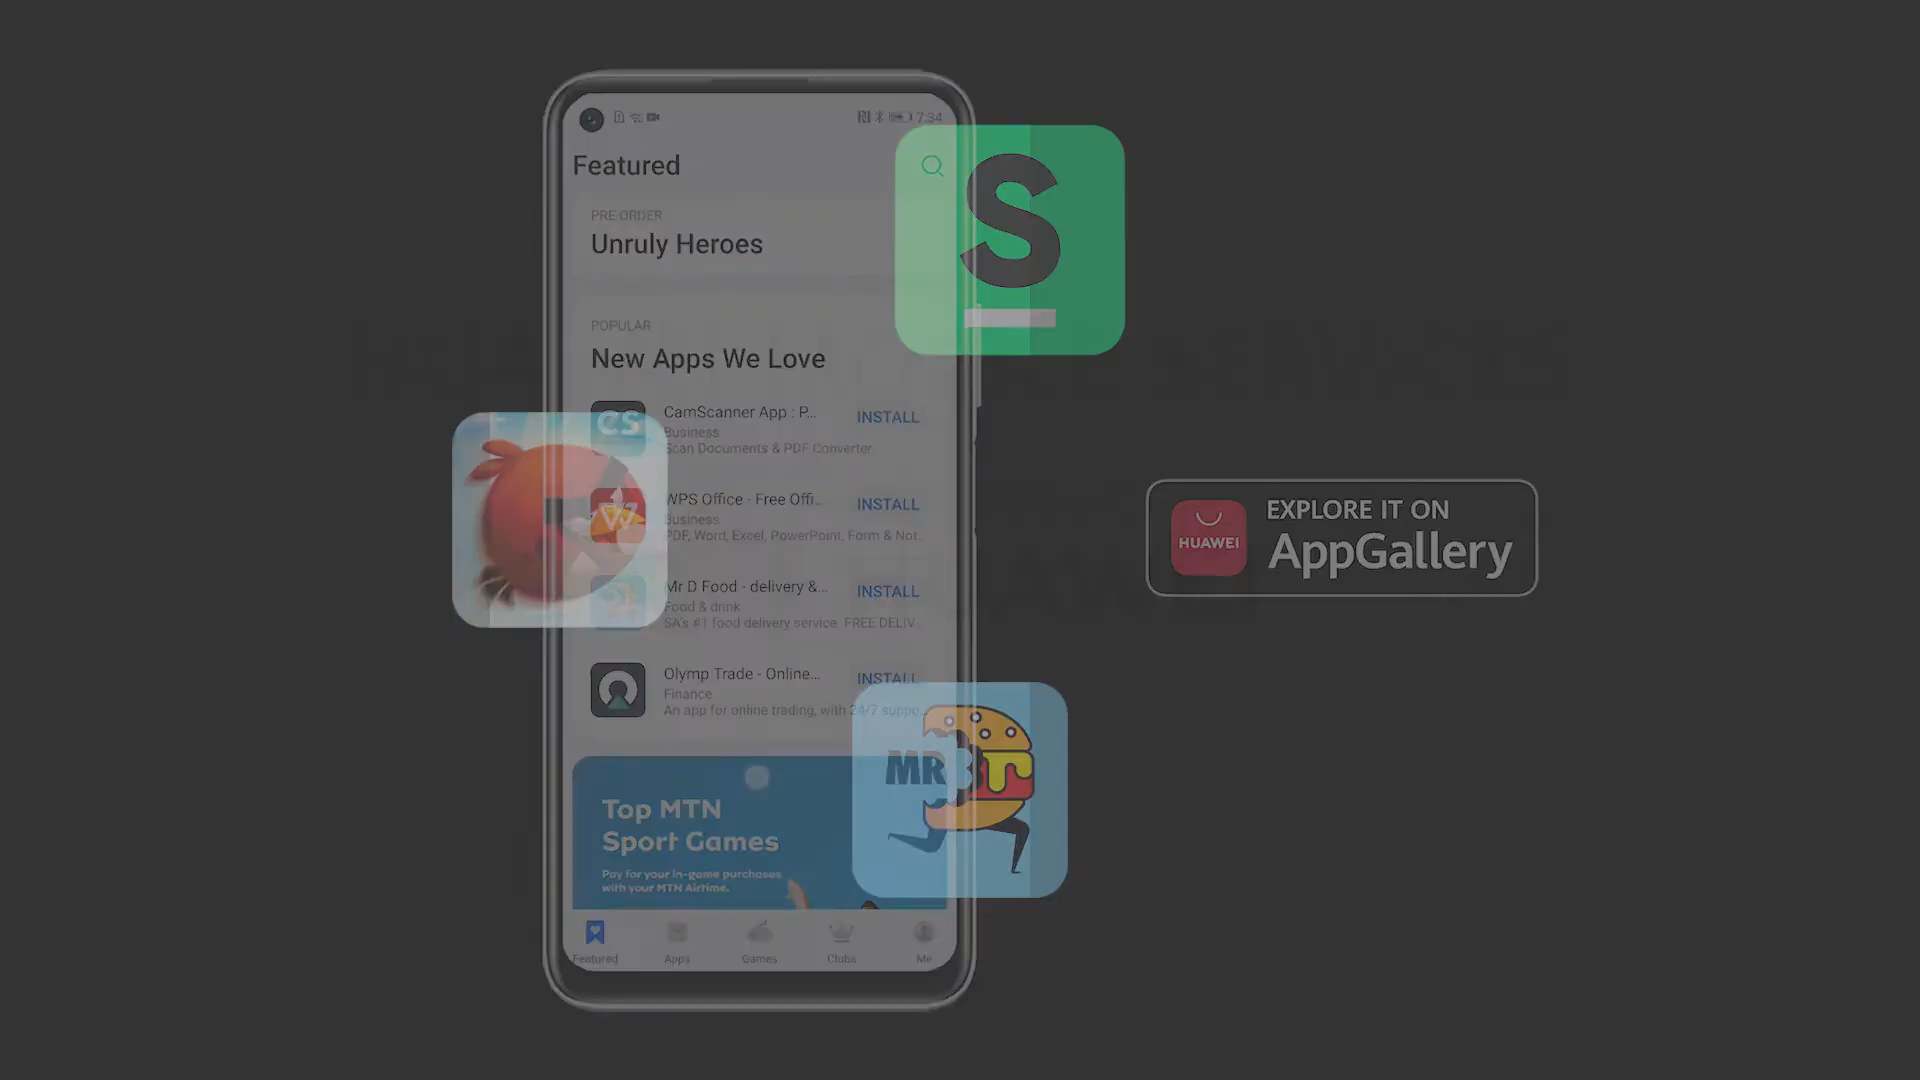 7:34
Featured
PRE-ORDER
Unruly Heroes
S
POPULAR
New Apps We Love
CS
CamScanner App : P...
INSTALL
Business
Scan Documents & PDF Converter
W
WPS Office - Free Offi...
INSTALL
Business
PDF, Word, Excel, PowerPoint, Form & Not...
Mr D Food - delivery &...
INSTALL
Food & drink
SA's #1 food delivery service. FREE DELIV...
Olymp Trade - Online...
INSTALL
Finance
An app for online trading, with 24/7 suppo...
MR D
Top MTN
Sport Games
Pay for your in-game purchases
with your MTN Airtime.
Featured
Apps
Games
Clubs
Me
HUAWEI
EXPLORE IT ON
AppGallery